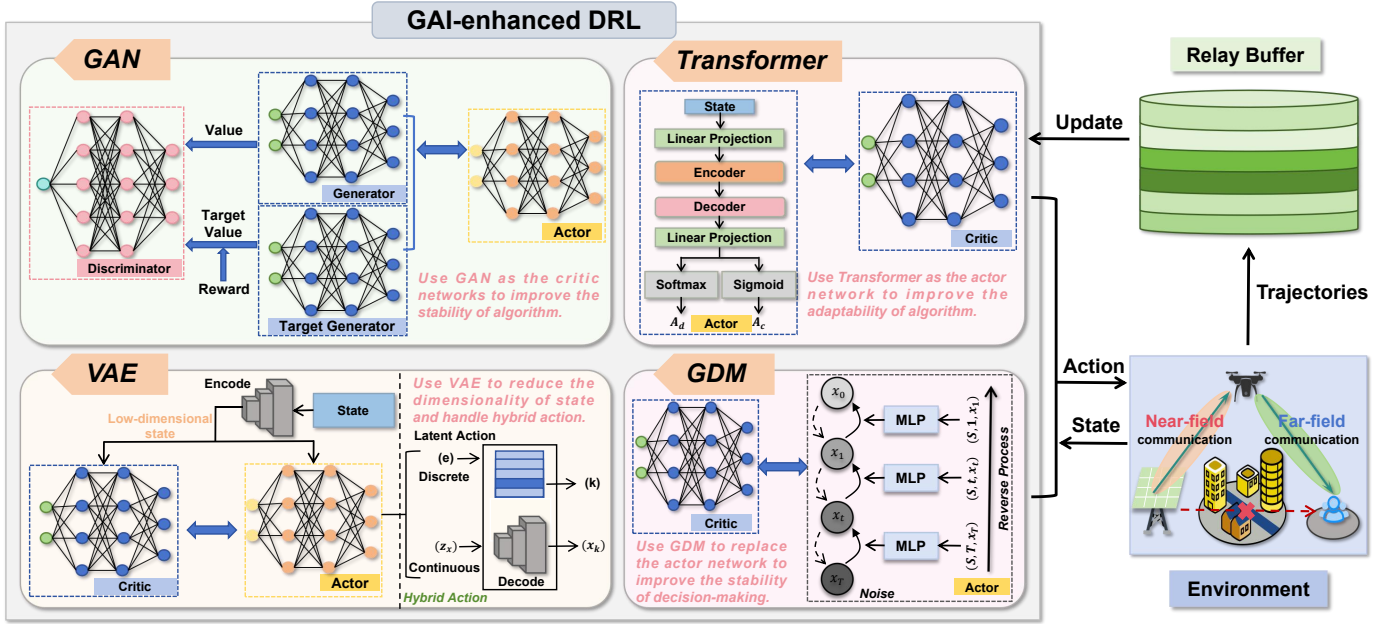 GAI-enhanced DRL
GAN
Value
Target
Value
Reward
Discriminator
Generator
Target Generator
Actor
Use GAN as the critic
networks to improve the
stability of algorithm.
Transformer
State
Linear Projection
Encoder
Decoder
Linear Projection
Softmax
Sigmoid
A_d
Actor
A_c
Critic
Use Transformer as the actor
network to improve the
adaptability of algorithm.
VAE
Encode
State
Low-dimensional
state
Critic
Actor
Use VAE to reduce the
dimensionality of state
and handle hybrid action.
Latent Action
(e)
Discrete
(k)
(z_x)
Continuous
(x_k)
Decode
Hybrid Action
GDM
Critic
Use GDM to replace
the actor network to
improve the stability
of decision-making.
x_0
x_1
x_t
x_T
MLP
MLP
MLP
(S, 1, x_1)
(S, t, x_t)
(S, T, x_T)
Reverse Process
Noise
Actor
Relay Buffer
Update
Trajectories
Action
State
Near-field
communication
Far-field
communication
Environment